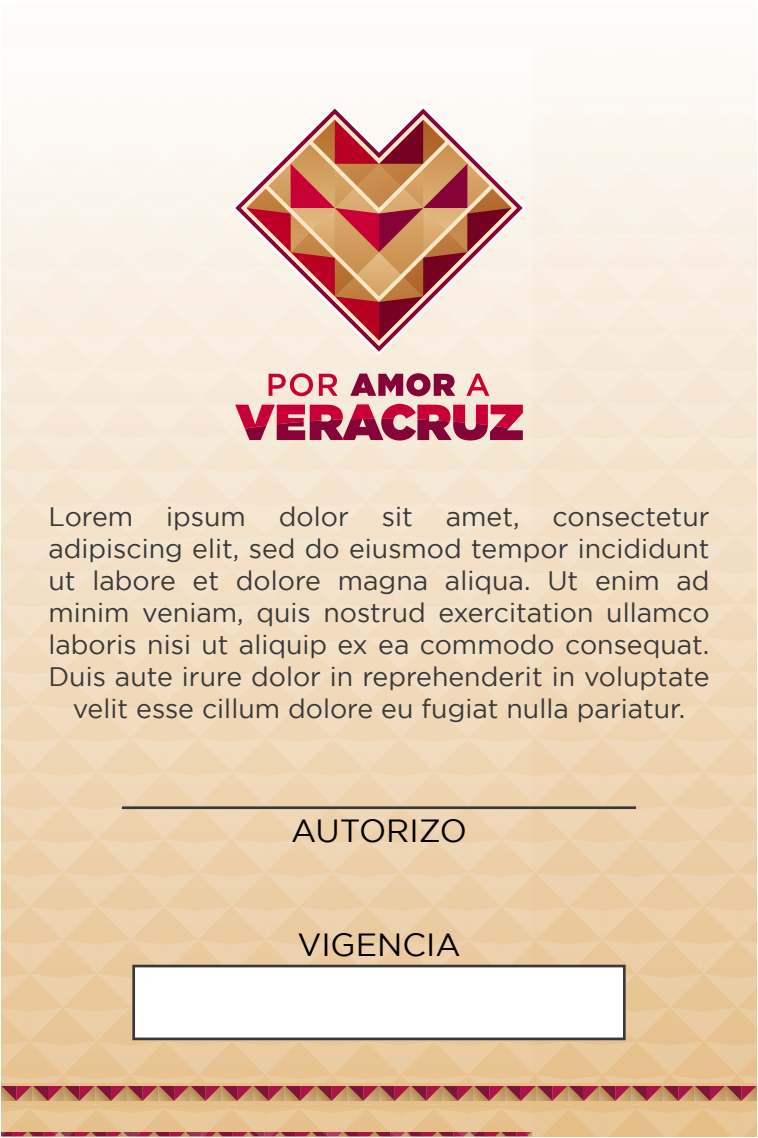 POR AMOR A
VERACRUZ
Lorem ipsum dolor sit amet, consectetur
adipiscing elit, sed do eiusmod tempor incididunt
ut labore et dolore magna aliqua. Ut enim ad
minim veniam, quis nostrud exercitation ullamco
laboris nisi ut aliquip ex ea commodo consequat.
Duis aute irure dolor in reprehenderit in voluptate
velit esse cillum dolore eu fugiat nulla pariatur.
AUTORIZO
VIGENCIA